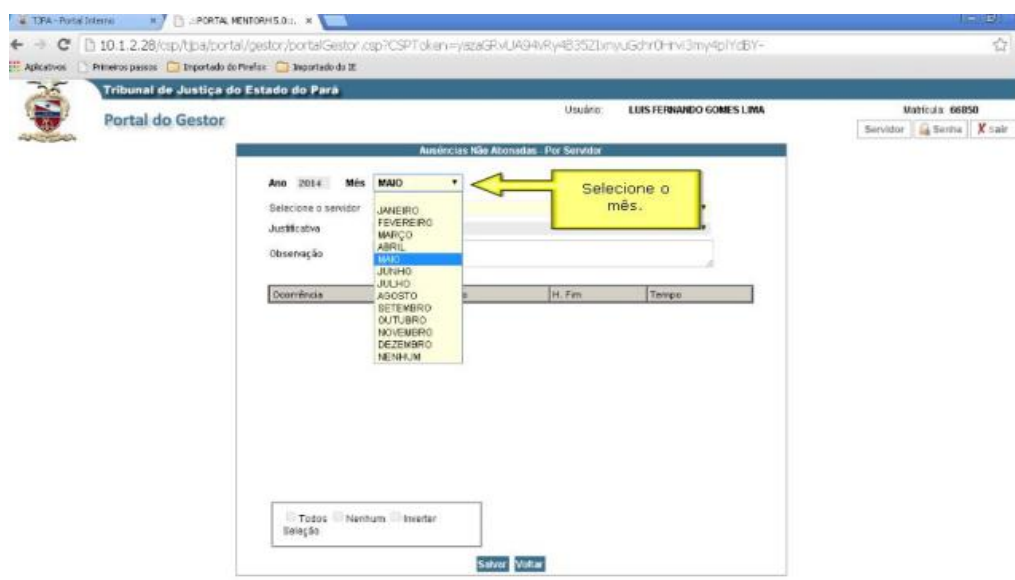 TJPA - Portal Interno
.::PORTAL MENTORH 5.0::.
Aplicativos Primeiros passos Importado do Firefox Importado do IE
Tribunal de Justiça do Estado do Pará
Portal do Gestor
Usuário: LUIS FERNANDO GOMES LIMA
Matrícula: 66850
Servidor Senha X sair
Ausências Não Abonadas - Por Servidor
Ano 2014 Mês MAIO
Selecione o mês.
Selecione o servidor
Justificativa
Observação
JANEIRO
FEVEREIRO
MARÇO
ABRIL
MAIO
JUNHO
JULHO
AGOSTO
SETEMBRO
OUTUBRO
NOVEMBRO
DEZEMBRO
NENHUM
Ocorrência H. Fim Tempo
Todos Nenhum Inverter
Seleção
Salvar Voltar